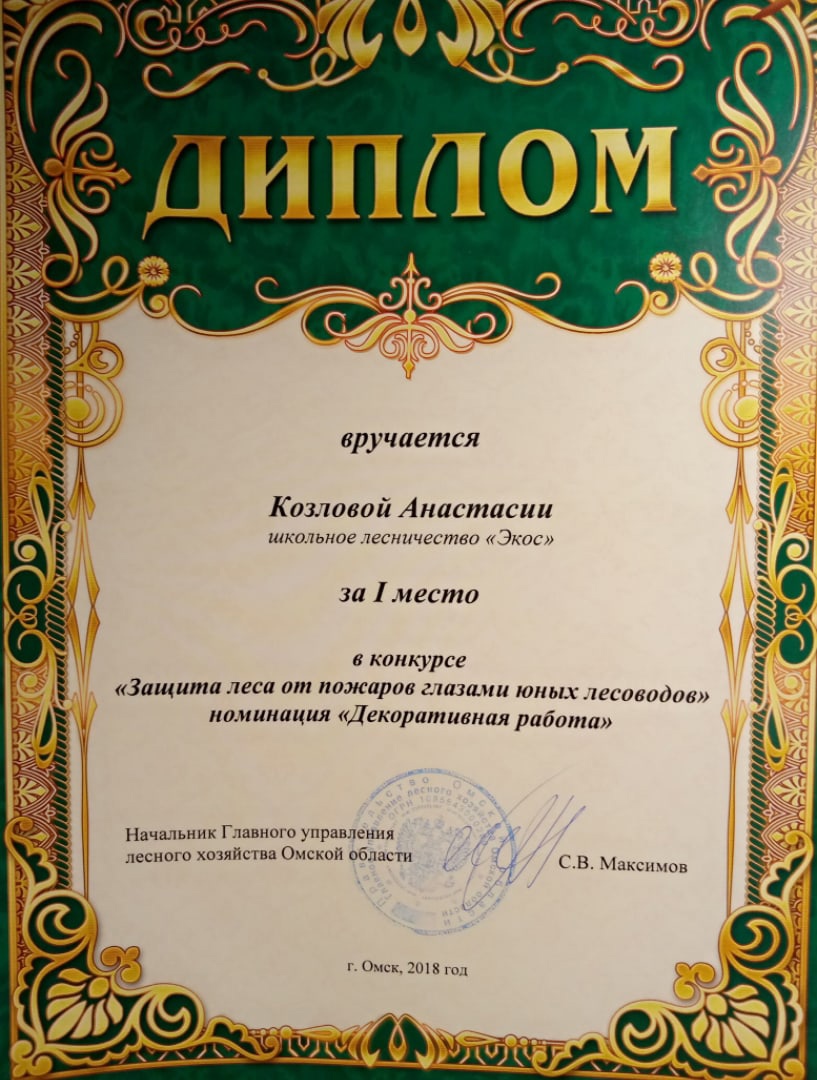 ДИПЛОМ
вручается
Козловой Анастасии
школьное лесничество «Экос»
за I место
в конкурсе
«Защита леса от пожаров глазами юных лесоводов»
номинация «Декоративная работа»
Начальник Главного управления
лесного хозяйства Омской области
С.В. Максимов
г. Омск, 2018 год